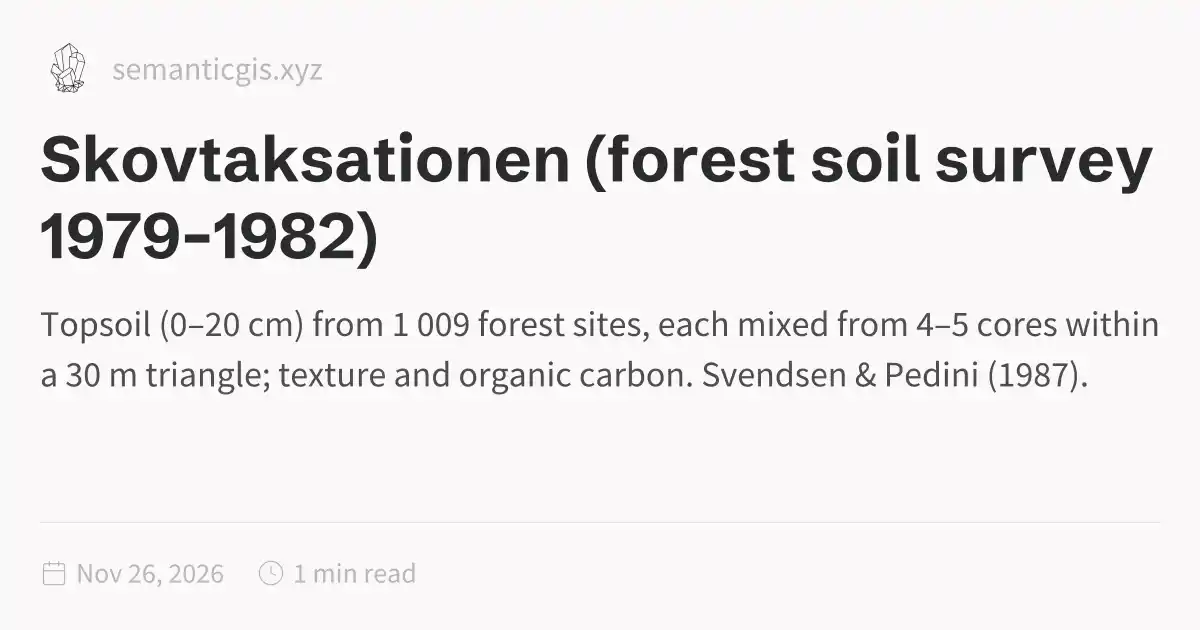 semanticgis.xyz
Skovtaksationen (forest soil survey
1979-1982)
Topsoil (0–20 cm) from 1 009 forest sites, each mixed from 4–5 cores within
a 30 m triangle; texture and organic carbon. Svendsen & Pedini (1987).
Nov 26, 2026 1 min read